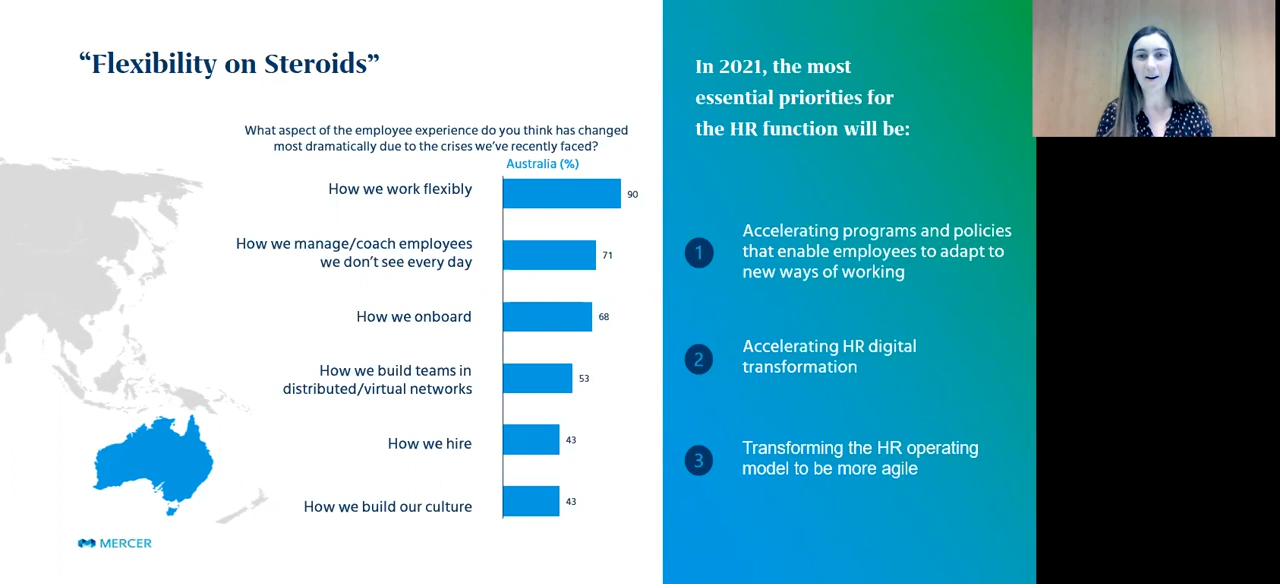 “Flexibility on Steroids”
What aspect of the employee experience do you think has changed
most dramatically due to the crises we’ve recently faced?
Australia (%)
How we work flexibly
90
How we manage/coach employees
we don’t see every day
71
How we onboard
68
How we build teams in
distributed/virtual networks
53
How we hire
43
How we build our culture
43
MERCER
In 2021, the most
essential priorities for
the HR function will be:
1
Accelerating programs and policies
that enable employees to adapt to
new ways of working
2
Accelerating HR digital
transformation
3
Transforming the HR operating
model to be more agile